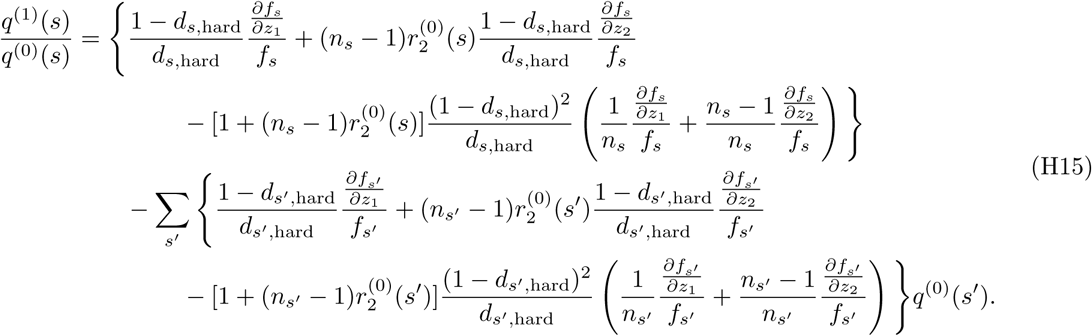 \frac{q^{(1)}(s)}{q^{(0)}(s)} = \left\{ \frac{1 - d_{s,\text{hard}}}{d_{s,\text{hard}}} \frac{\frac{\partial f_s}{\partial z_1}}{f_s} + (n_s - 1) r_2^{(0)}(s) \frac{1 - d_{s,\text{hard}}}{d_{s,\text{hard}}} \frac{\frac{\partial f_s}{\partial z_2}}{f_s} \right.
\left. - [1 + (n_s - 1) r_2^{(0)}(s)] \frac{(1 - d_{s,\text{hard}})^2}{d_{s,\text{hard}}} \left( \frac{1}{n_s} \frac{\frac{\partial f_s}{\partial z_1}}{f_s} + \frac{n_s - 1}{n_s} \frac{\frac{\partial f_s}{\partial z_2}}{f_s} \right) \right\}
(H15)
- \sum_{s'} \left\{ \frac{1 - d_{s',\text{hard}}}{d_{s',\text{hard}}} \frac{\frac{\partial f_{s'}}{\partial z_1}}{f_{s'}} + (n_{s'} - 1) r_2^{(0)}(s') \frac{1 - d_{s',\text{hard}}}{d_{s',\text{hard}}} \frac{\frac{\partial f_{s'}}{\partial z_2}}{f_{s'}} \right.
\left. - [1 + (n_{s'} - 1) r_2^{(0)}(s')] \frac{(1 - d_{s',\text{hard}})^2}{d_{s',\text{hard}}} \left( \frac{1}{n_{s'}} \frac{\frac{\partial f_{s'}}{\partial z_1}}{f_{s'}} + \frac{n_{s'} - 1}{n_{s'}} \frac{\frac{\partial f_{s'}}{\partial z_2}}{f_{s'}} \right) \right\} q^{(0)}(s').